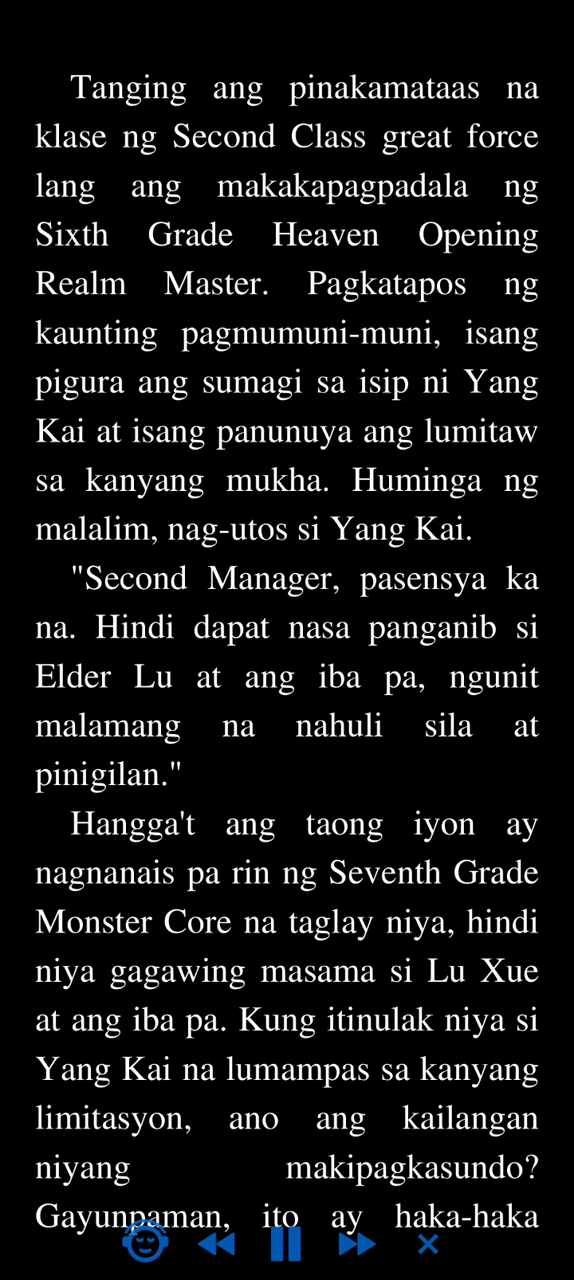 Tanging ang pinakamataas na
klase ng Second Class great force
lang ang makakapagpadala ng
Sixth Grade Heaven Opening
Realm Master. Pagkatapos ng
kaunting pagmumuni-muni, isang
pigura ang sumagi sa isip ni Yang
Kai at isang panunuya ang lumitaw
sa kanyang mukha. Huminga ng
malalim, nag-utos si Yang Kai.
"Second Manager, pasensya ka
na. Hindi dapat nasa panganib si
Elder Lu at ang iba pa, ngunit
malamang na nahuli sila at
pinigilan."
Hangga't ang taong iyon ay
nagnanais pa rin ng Seventh Grade
Monster Core na taglay niya, hindi
niya gagawing masama si Lu Xue
at ang iba pa. Kung itinulak niya si
Yang Kai na lumampas sa kanyang
limitasyon, ano ang kailangan
niyang makipagkasundo?
Gayunpaman, ito ay haka-haka